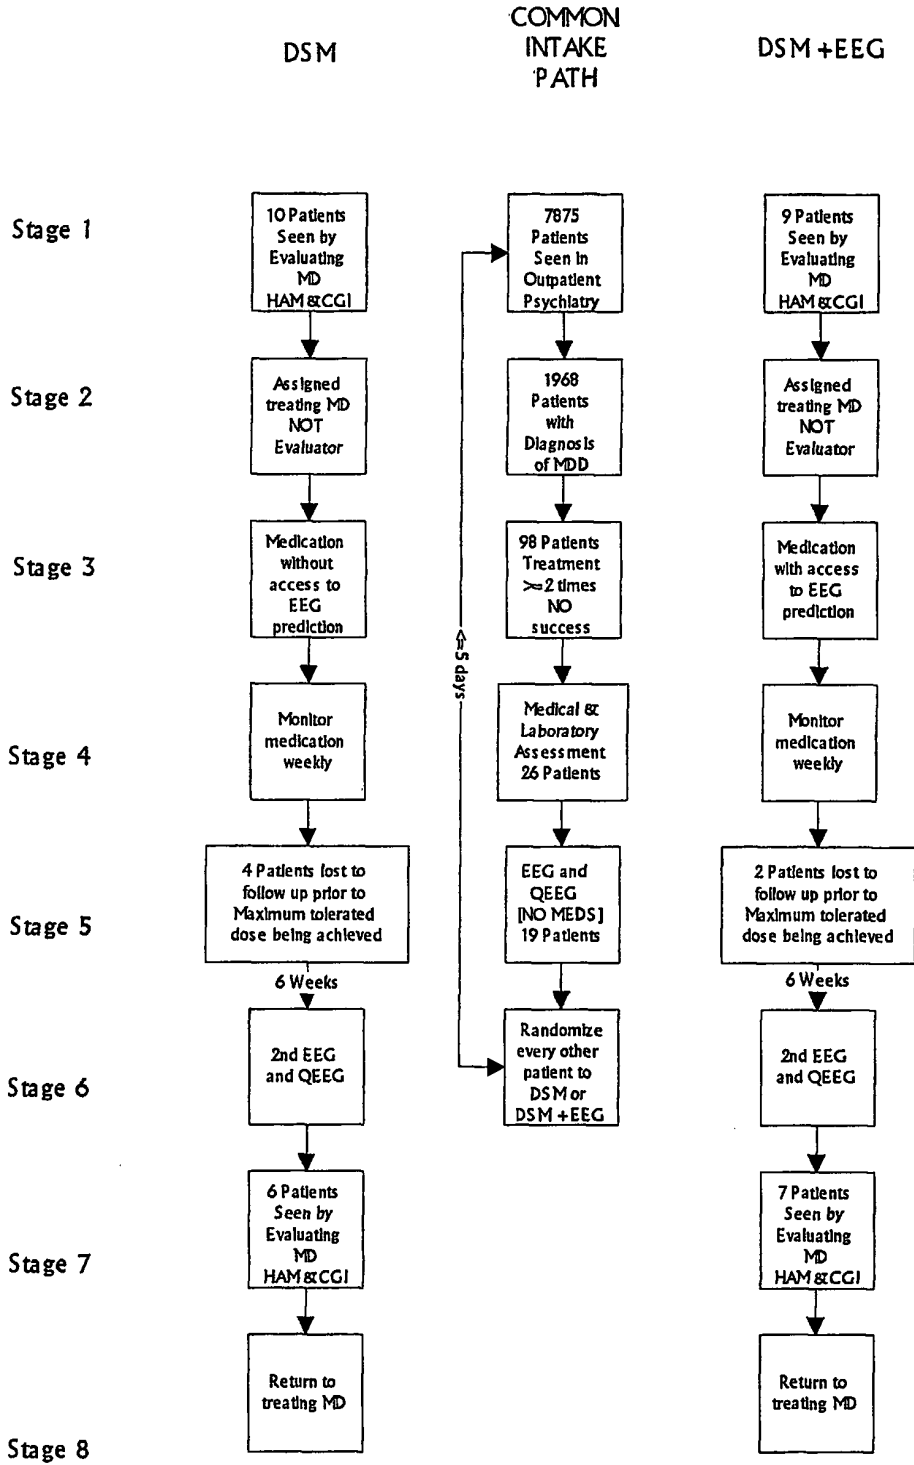 DSM
COMMON
INTAKE
PATH
DSM +EEG
Stage 1
10 Patients
Seen by
Evaluating
MD
HAM & CGI
7875
Patients
Seen in
Outpatient
Psychiatry
9 Patients
Seen by
Evaluating
MD
HAM & CGI
Stage 2
Assigned
treating MD
NOT
Evaluator
1968
Patients
with
Diagnosis
of MDD
Assigned
treating MD
NOT
Evaluator
Stage 3
Medication
without
access to
EEG
prediction
98 Patients
Treatment
>=2 times
NO
success
Medication
with access
to EEG
prediction
<=5 days
Stage 4
Monitor
medication
weekly
Medical &
Laboratory
Assessment
26 Patients
Monitor
medication
weekly
Stage 5
4 Patients lost to
follow up prior to
Maximum tolerated
dose being achieved
EEG and
QEEG
[NO MEDS]
19 Patients
2 Patients lost to
follow up prior to
Maximum tolerated
dose being achieved
6 Weeks
6 Weeks
Stage 6
2nd EEG
and QEEG
Randomize
every other
patient to
DSM or
DSM +EEG
2nd EEG
and QEEG
Stage 7
6 Patients
Seen by
Evaluating
MD
HAM & CGI
7 Patients
Seen by
Evaluating
MD
HAM & CGI
Return to
treating MD
Return to
treating MD
Stage 8